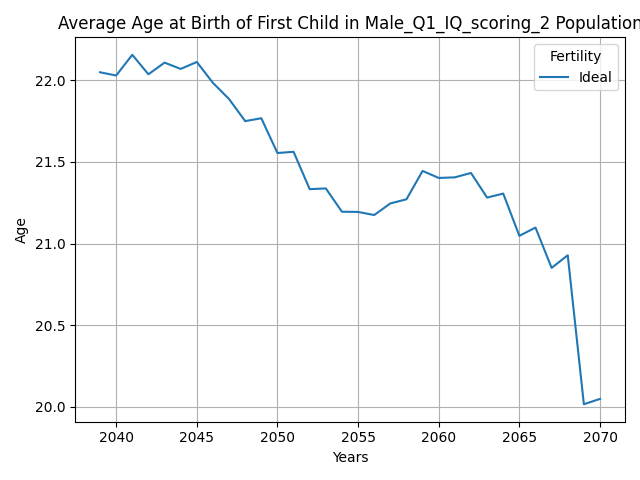 Average Age at Birth of First Child in Male_Q1_IQ_scoring_2 Population
Fertility
Ideal
22.0
21.5
21.0
20.5
20.0
Age
2040 2045 2050 2055 2060 2065 2070
Years